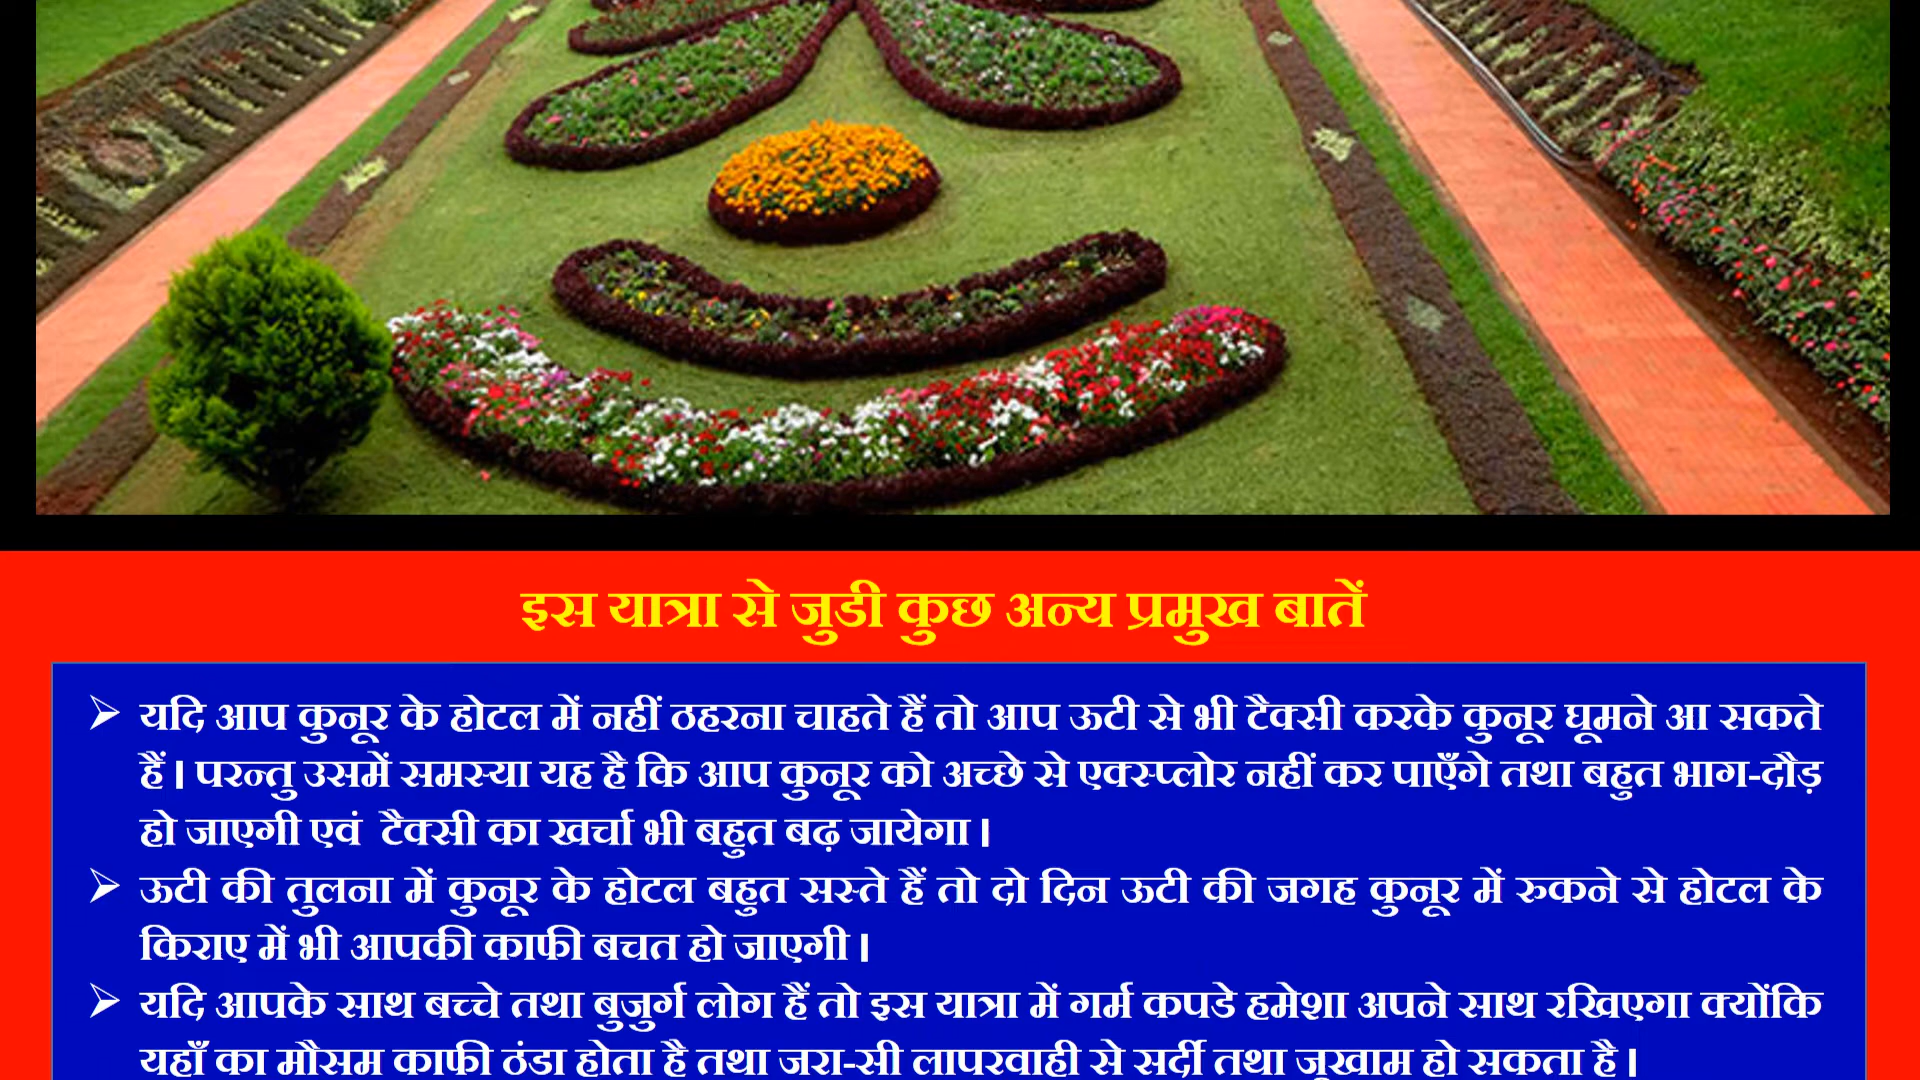 इस यात्रा से जुडी कुछ अन्य प्रमुख बातें
➢ यदि आप कुनूर के होटल में नहीं ठहरना चाहते हैं तो आप ऊटी से भी टैक्सी करके कुनूर घूमने आ सकते
हैं। परन्तु उसमें समस्या यह है कि आप कुनूर को अच्छे से एक्स्प्लोर नहीं कर पाएँगे तथा बहुत भाग-दौड़
हो जाएगी एवं टैक्सी का खर्चा भी बहुत बढ़ जायेगा।
➢ ऊटी की तुलना में कुनूर के होटल बहुत सस्ते हैं तो दो दिन ऊटी की जगह कुनूर में रुकने से होटल के
किराए में भी आपकी काफी बचत हो जाएगी।
➢ यदि आपके साथ बच्चे तथा बुजुर्ग लोग हैं तो इस यात्रा में गर्म कपडे हमेशा अपने साथ रखिएगा क्योंकि
यहाँ का मौसम काफी ठंडा होता है तथा जरा-सी लापरवाही से सर्दी तथा जुखाम हो सकता है।